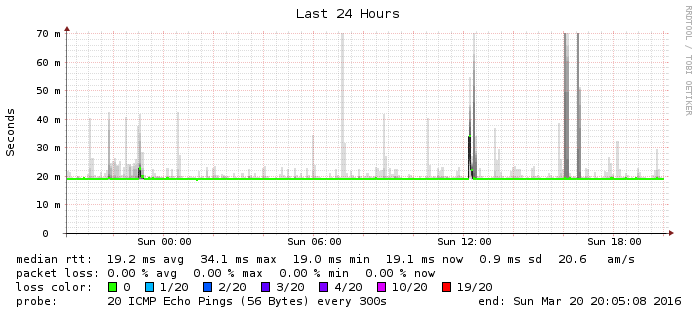 Last 24 Hours
RRDTOOL / TOBI OETIKER
Seconds
70 m
60 m
50 m
40 m
30 m
20 m
10 m
0
Sun 00:00 Sun 06:00 Sun 12:00 Sun 18:00
median rtt: 19.2 ms avg 34.1 ms max 19.0 ms min 19.1 ms now 0.9 ms sd 20.6 am/s
packet loss: 0.00 % avg 0.00 % max 0.00 % min 0.00 % now
loss color: 0 1/20 2/20 3/20 4/20 10/20 19/20
probe: 20 ICMP Echo Pings (56 Bytes) every 300s end: Sun Mar 20 20:05:08 2016